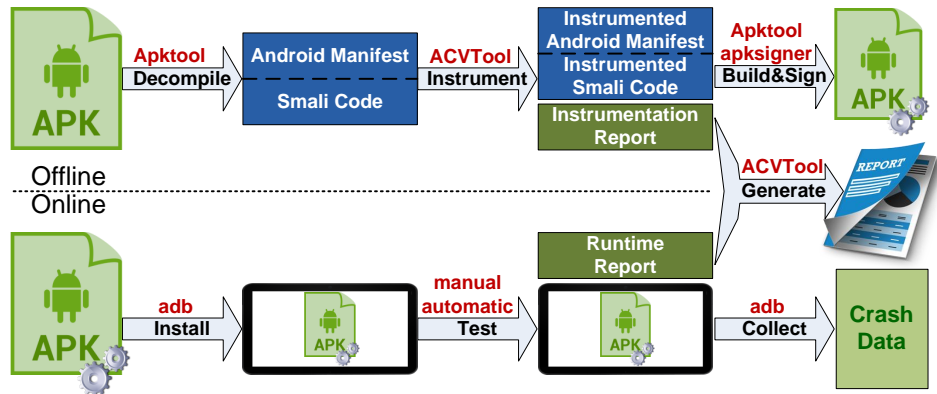 APK
Apktool
Decompile
Android Manifest
Smali Code
ACVTool
Instrument
Instrumented
Android Manifest
Instrumented
Smali Code
Instrumentation
Report
Apktool
apksigner
Build&Sign
APK
Offline
Online
ACVTool
Generate
REPORT
APK
adb
Install
APK
manual
automatic
Test
Runtime
Report
APK
adb
Collect
Crash
Data